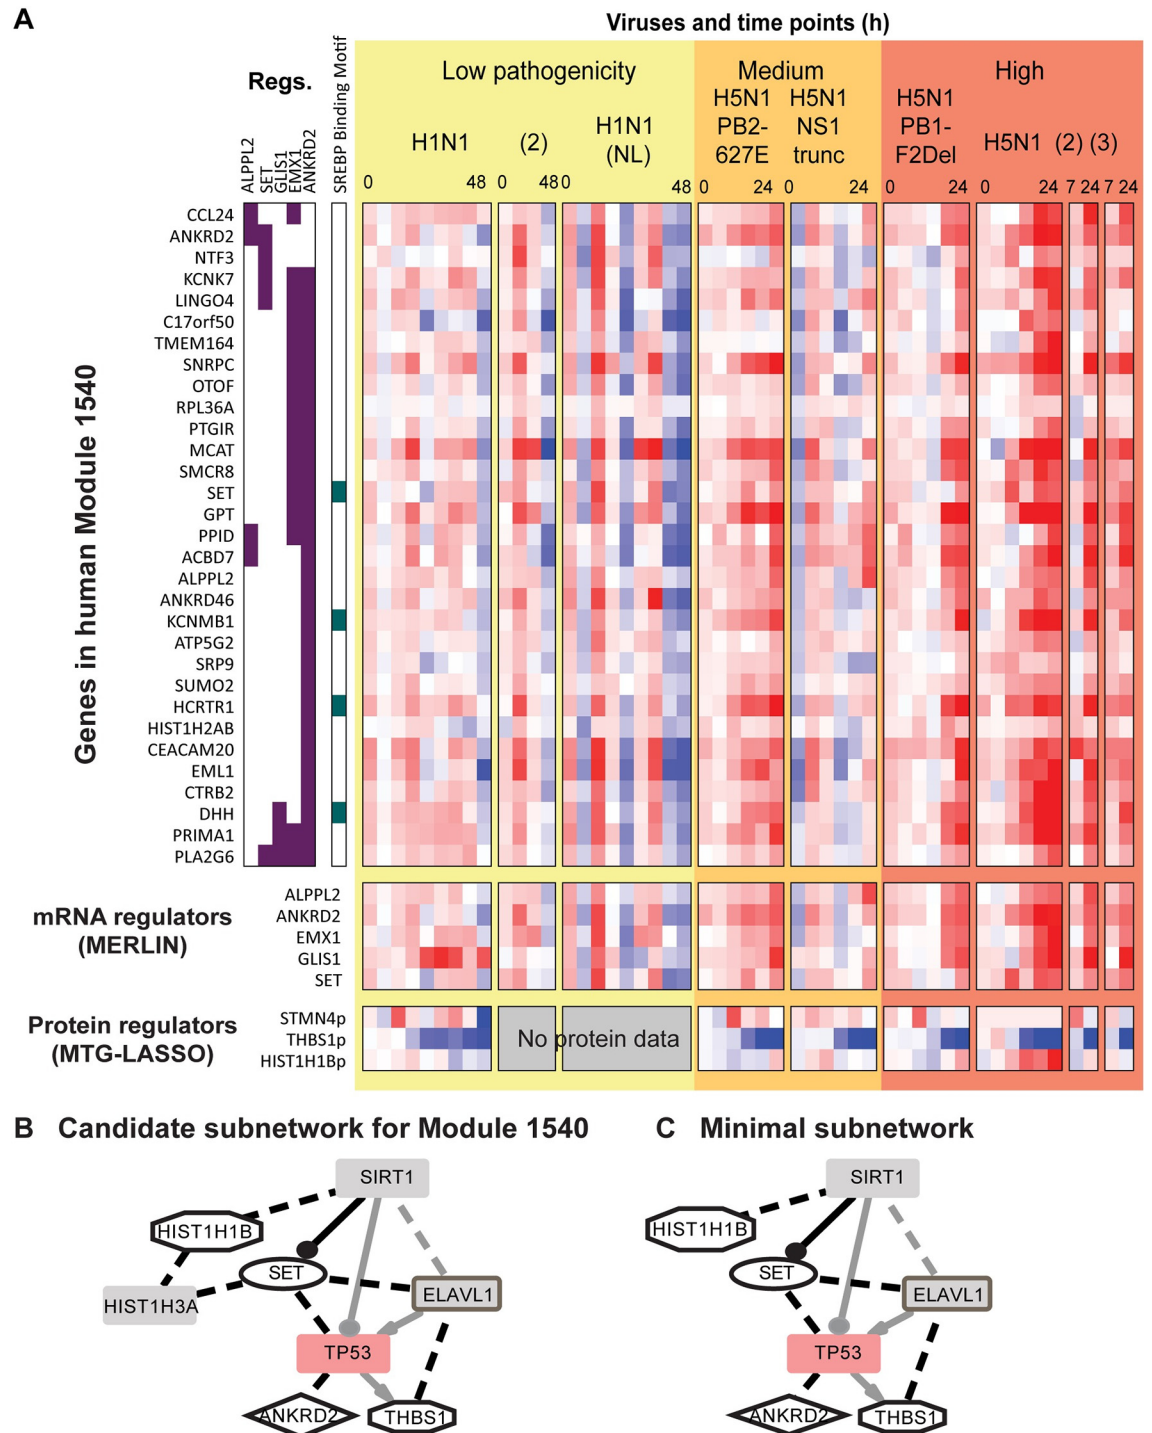 A
Viruses and time points (h)
Regs.
SREBP Binding Motif
Low pathogenicity
Medium
High
H1N1
(2)
H1N1
(NL)
H5N1
PB2-
627E
H5N1
NS1
trunc
H5N1
PB1-
F2Del
H5N1 (2) (3)
ALPPL2
SET
GLIS1
EMX1
ANKRD2
0 48 0 48 0 48 0 24 0 24 0 24 0 24 7 24 7 24
Genes in human Module 1540
CCL24
ANKRD2
NTF3
KCNK7
LINGO4
C17orf50
TMEM164
SNRPC
OTOF
RPL36A
PTGIR
MCAT
SMCR8
SET
GPT
PPID
ACBD7
ALPPL2
ANKRD46
KCNMB1
ATP5G2
SRP9
SUMO2
HCRTR1
HIST1H2AB
CEACAM20
EML1
CTRB2
DHH
PRIMA1
PLA2G6
mRNA regulators
(MERLIN)
ALPPL2
ANKRD2
EMX1
GLIS1
SET
Protein regulators
(MTG-LASSO)
STMN4p
THBS1p
HIST1H1Bp
No protein data
B Candidate subnetwork for Module 1540
SIRT1
HIST1H1B
SET
HIST1H3A
ELAVL1
TP53
ANKRD2
THBS1
C Minimal subnetwork
SIRT1
HIST1H1B
SET
ELAVL1
TP53
ANKRD2
THBS1